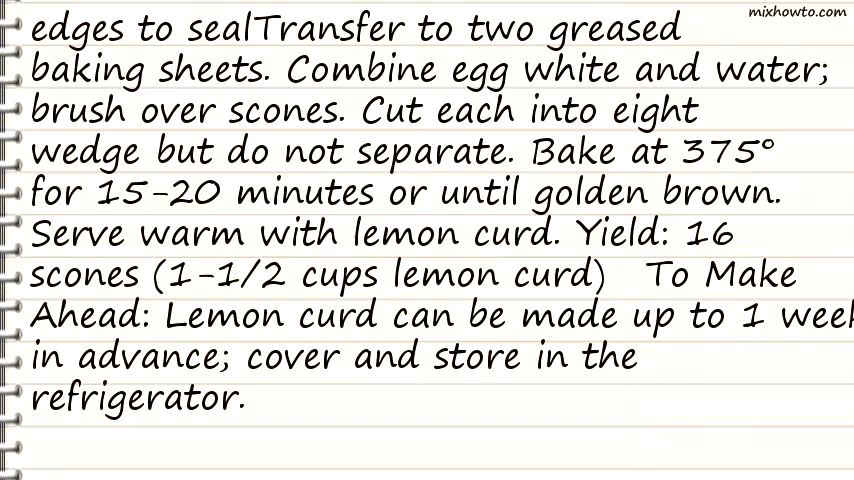 mixhowto.com
edges to sealTransfer to two greased
baking sheets. Combine egg white and water;
brush over scones. Cut each into eight
wedge but do not separate. Bake at 375°
for 15-20 minutes or until golden brown.
Serve warm with lemon curd. Yield: 16
scones (1-1/2 cups lemon curd)   To Make
Ahead: Lemon curd can be made up to 1 week
in advance; cover and store in the
refrigerator.